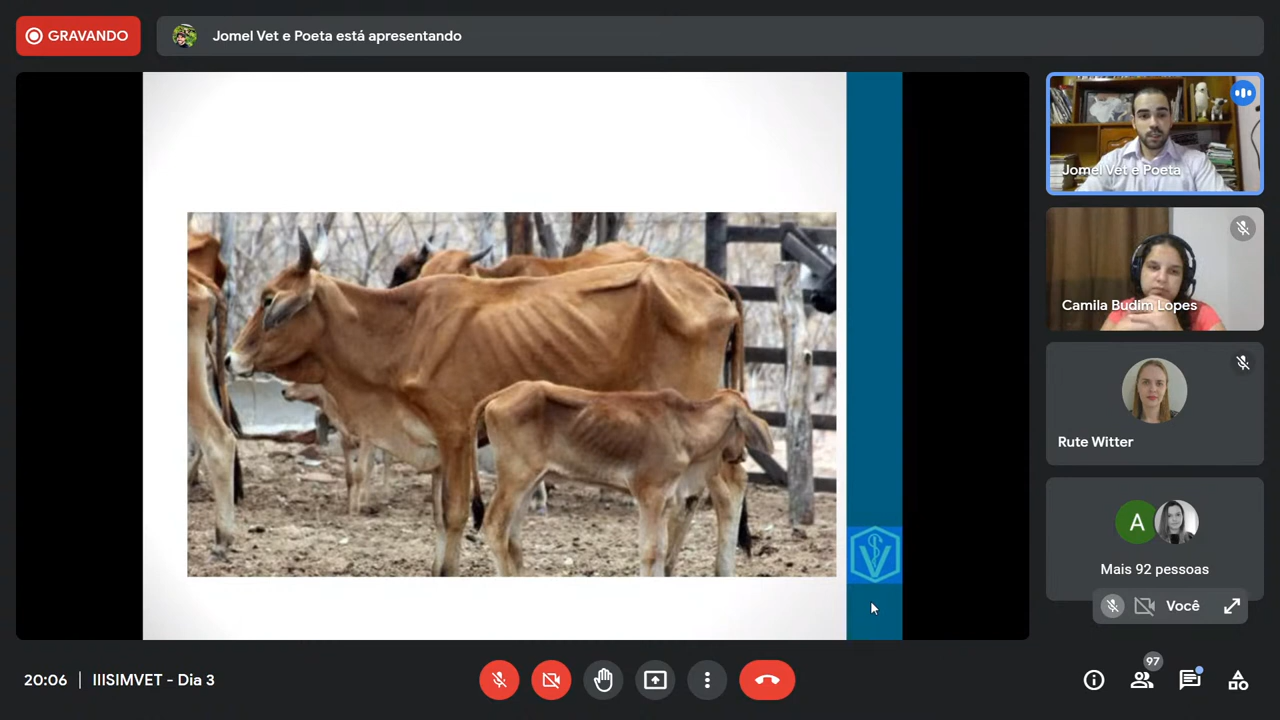 GRAVANDO
Jomel Vet e Poeta está apresentando
Jomel Vet e Poeta
Camila Budim Lopes
Rute Witter
A
Mais 92 pessoas
Você
V
20:06 | IIISIMVET - Dia 3
97